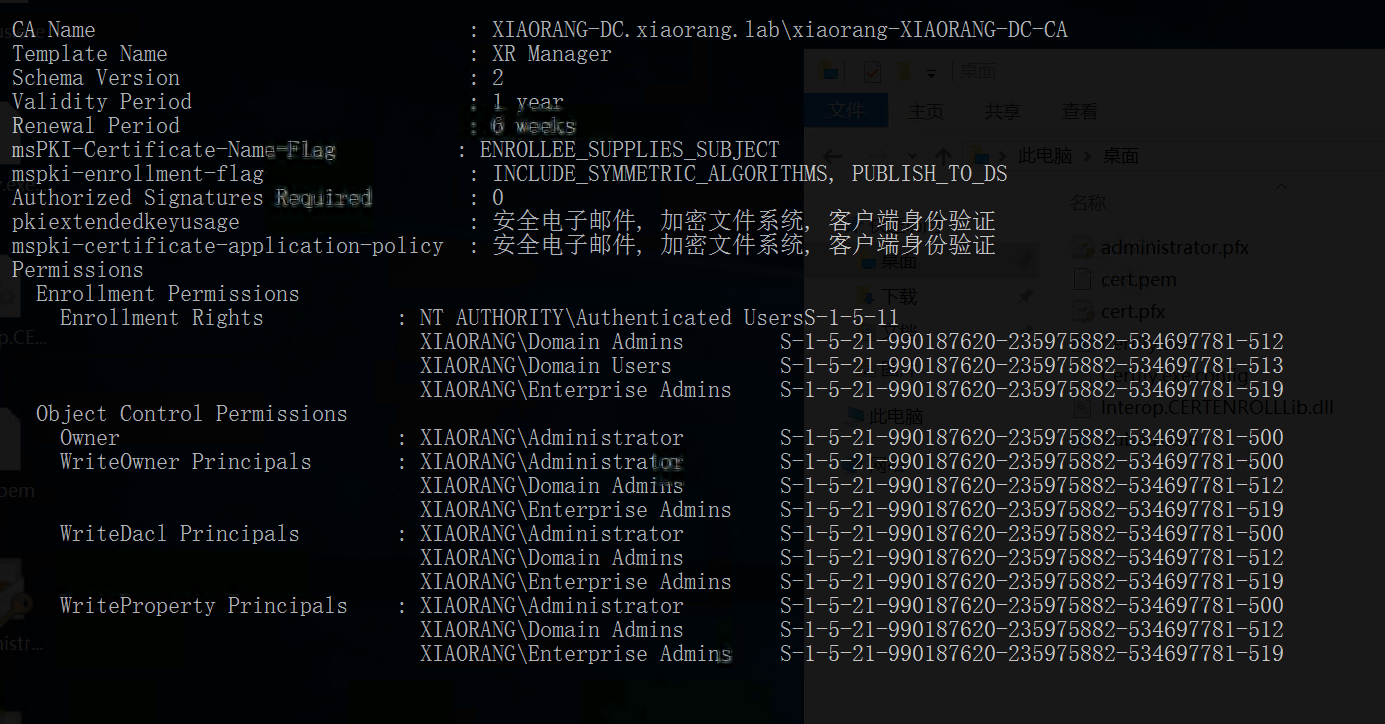 CA Name : XIAORANG-DC.xiaorang.lab\xiaorang-XIAORANG-DC-CA
Template Name : XR Manager
Schema Version : 2
Validity Period : 1 year
Renewal Period : 6 weeks
msPKI-Certificate-Name-Flag : ENROLLEE_SUPPLIES_SUBJECT
mspki-enrollment-flag : INCLUDE_SYMMETRIC_ALGORITHMS, PUBLISH_TO_DS
Authorized Signatures Required : 0
pkiextendedkeyusage : 安全电子邮件, 加密文件系统, 客户端身份验证
mspki-certificate-application-policy : 安全电子邮件, 加密文件系统, 客户端身份验证
Permissions
Enrollment Permissions
Enrollment Rights : NT AUTHORITY\Authenticated UsersS-1-5-11
XIAORANG\Domain Admins S-1-5-21-990187620-235975882-534697781-512
XIAORANG\Domain Users S-1-5-21-990187620-235975882-534697781-513
XIAORANG\Enterprise Admins S-1-5-21-990187620-235975882-534697781-519
Object Control Permissions
Owner : XIAORANG\Administrator S-1-5-21-990187620-235975882-534697781-500
WriteOwner Principals : XIAORANG\Administrator S-1-5-21-990187620-235975882-534697781-500
XIAORANG\Domain Admins S-1-5-21-990187620-235975882-534697781-512
XIAORANG\Enterprise Admins S-1-5-21-990187620-235975882-534697781-519
WriteDacl Principals : XIAORANG\Administrator S-1-5-21-990187620-235975882-534697781-500
XIAORANG\Domain Admins S-1-5-21-990187620-235975882-534697781-512
XIAORANG\Enterprise Admins S-1-5-21-990187620-235975882-534697781-519
WriteProperty Principals : XIAORANG\Administrator S-1-5-21-990187620-235975882-534697781-500
XIAORANG\Domain Admins S-1-5-21-990187620-235975882-534697781-512
XIAORANG\Enterprise Admins S-1-5-21-990187620-235975882-534697781-519
桌面
文件 主页 共享 查看
此电脑 桌面
名称
administrator.pfx
cert.pem
cert.pfx
Interop.CERTENROLLLib.dll
桌面
下载
此电脑